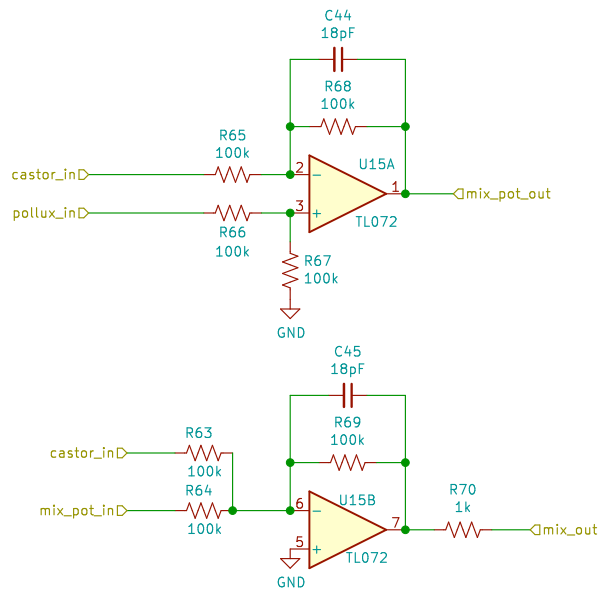 C44
18pF
R68
100k
R65
100k
castor_in
2
U15A
1
mix_pot_out
pollux_in
3
TL072
R66
100k
R67
100k
GND
C45
18pF
R69
100k
castor_in
R63
100k
mix_pot_in
R64
100k
6
U15B
7
R70
1k
mix_out
5
TL072
GND